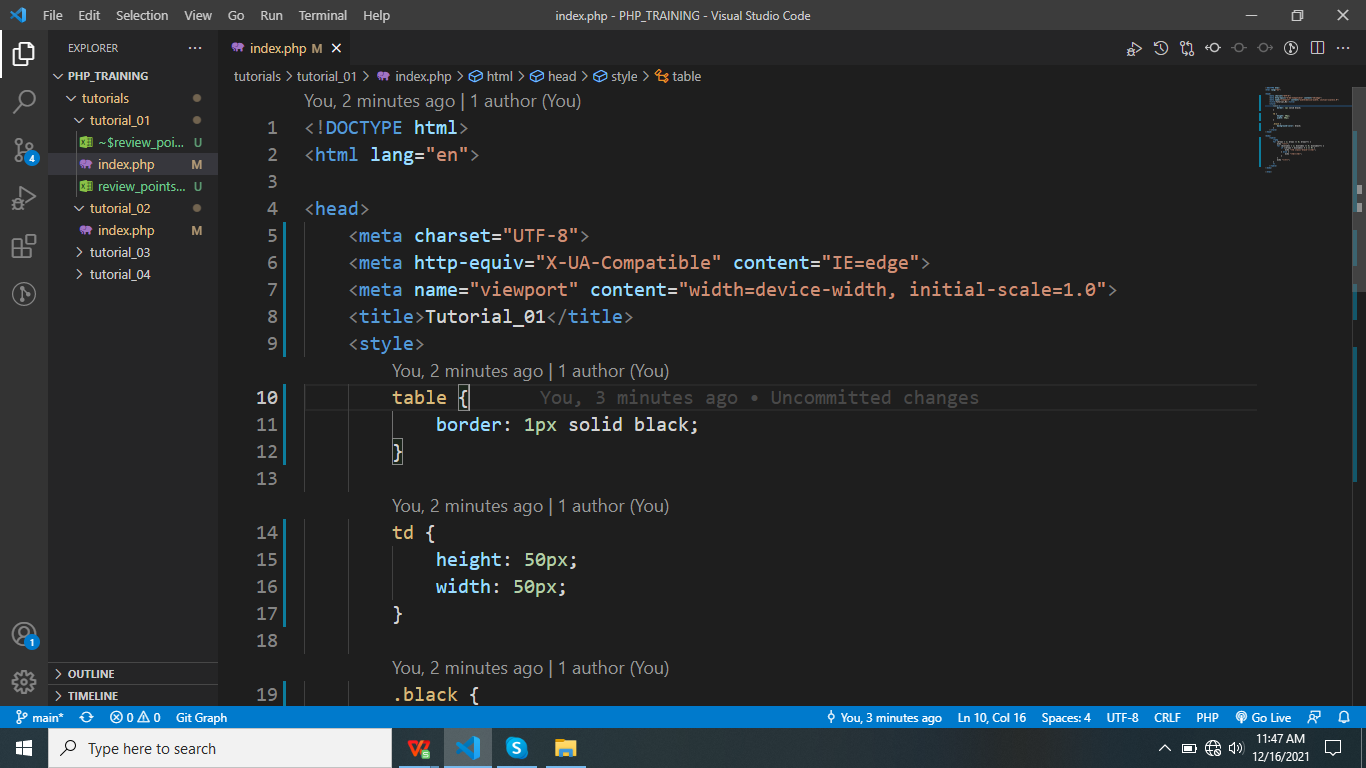 File Edit Selection View Go Run Terminal Help
index.php - PHP_TRAINING - Visual Studio Code
EXPLORER
index.php M
PHP_TRAINING
tutorials
tutorial_01
~$review_poi... U
index.php M
review_points... U
tutorial_02
index.php M
tutorial_03
tutorial_04
OUTLINE
TIMELINE
4
1
tutorials > tutorial_01 > index.php > html > head > style > table
You, 2 minutes ago | 1 author (You)
1 <!DOCTYPE html>
2 <html lang="en">
3
4 <head>
5 <meta charset="UTF-8">
6 <meta http-equiv="X-UA-Compatible" content="IE=edge">
7 <meta name="viewport" content="width=device-width, initial-scale=1.0">
8 <title>Tutorial_01</title>
9 <style>
You, 2 minutes ago | 1 author (You)
10 table { You, 3 minutes ago • Uncommitted changes
11 border: 1px solid black;
12 }
13
You, 2 minutes ago | 1 author (You)
14 td {
15 height: 50px;
16 width: 50px;
17 }
18
You, 2 minutes ago | 1 author (You)
19 .black {
main* 0 0 Git Graph
You, 3 minutes ago Ln 10, Col 16 Spaces: 4 UTF-8 CRLF PHP Go Live
Type here to search
11:47 AM
12/16/2021